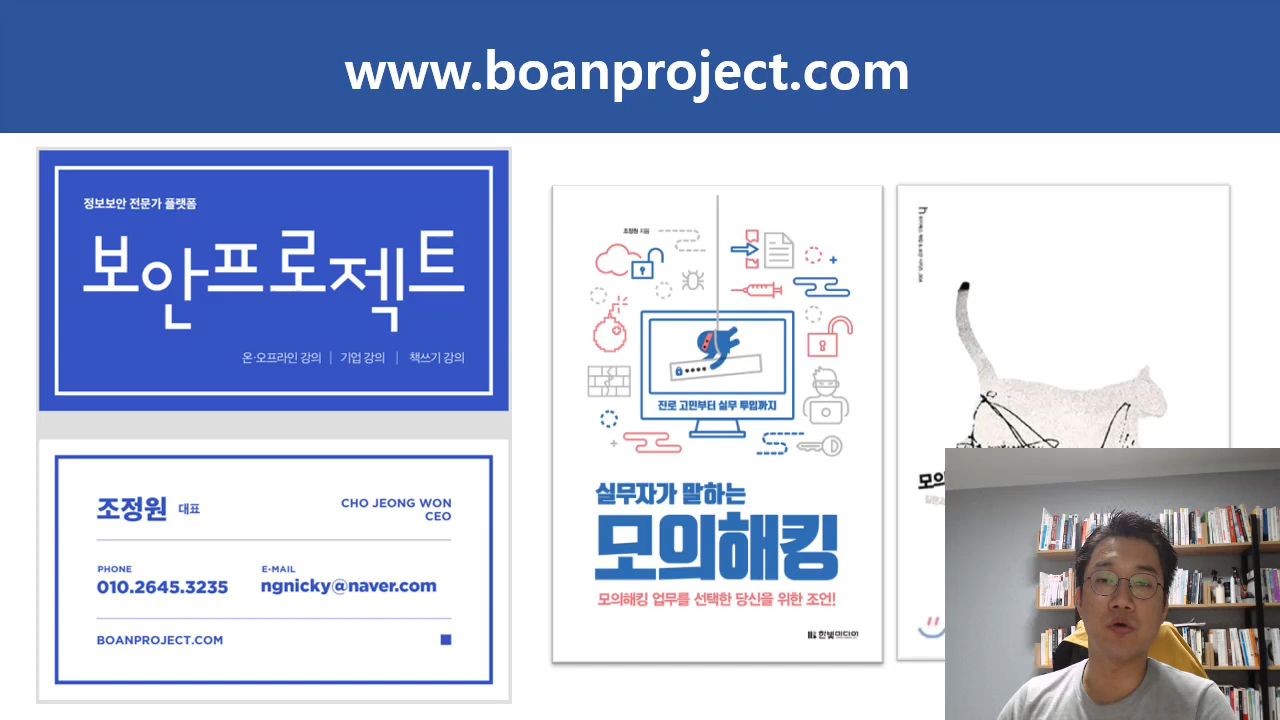 www.boanproject.com
정보보안 전문가 플랫폼
보안프로젝트
온·오프라인 강의 | 기업 강의 | 책쓰기 강의
조정원 대표
CHO JEONG WON
CEO
PHONE
010.2645.3235
E-MAIL
ngnicky@naver.com
BOANPROJECT.COM
조정원 지음
진로 고민부터 실무 투입까지
실무자가 말하는
모의해킹
모의해킹 업무를 선택한 당신을 위한 조언!
한빛미디어